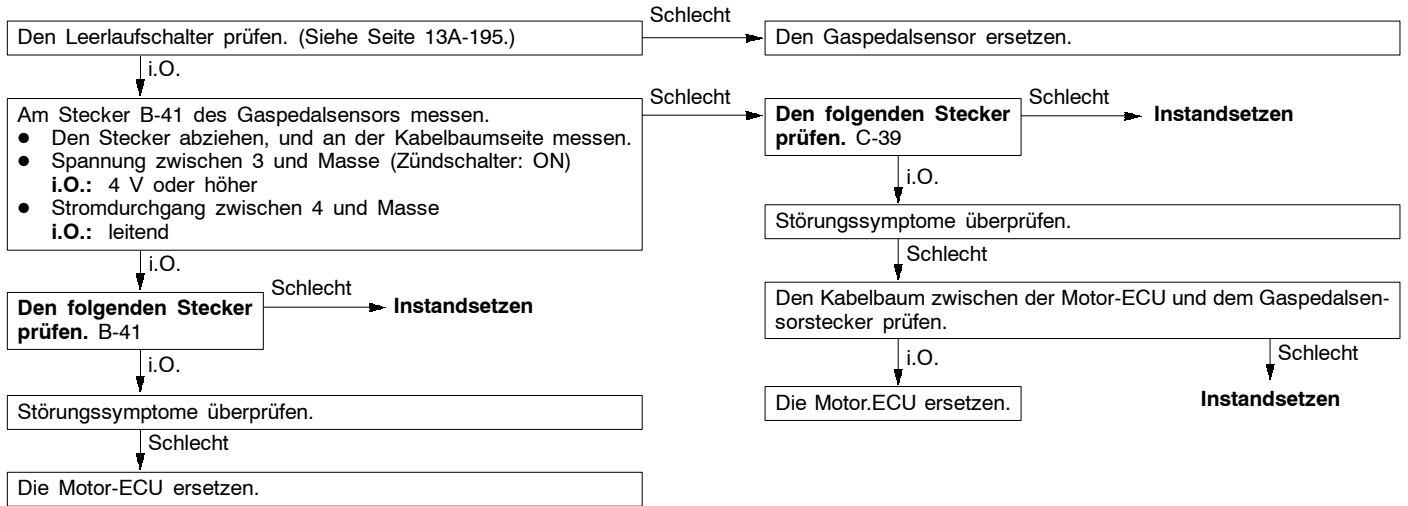 Den Leerlaufschalter prüfen. (Siehe Seite 13A-195.)
Schlecht
Den Gaspedalsensor ersetzen.
i.O.
Am Stecker B-41 des Gaspedalsensors messen.
● Den Stecker abziehen, und an der Kabelbaumseite messen.
● Spannung zwischen 3 und Masse (Zündschalter: ON)
i.O.: 4 V oder höher
● Stromdurchgang zwischen 4 und Masse
i.O.: leitend
Schlecht
Den folgenden Stecker
prüfen. C-39
Schlecht
Instandsetzen
i.O.
Störungssymptome überprüfen.
Schlecht
Den Kabelbaum zwischen der Motor-ECU und dem Gaspedalsen-
sorstecker prüfen.
i.O.
Schlecht
Die Motor.ECU ersetzen.
Instandsetzen
i.O.
Den folgenden Stecker
prüfen. B-41
Schlecht
Instandsetzen
i.O.
Störungssymptome überprüfen.
Schlecht
Die Motor-ECU ersetzen.